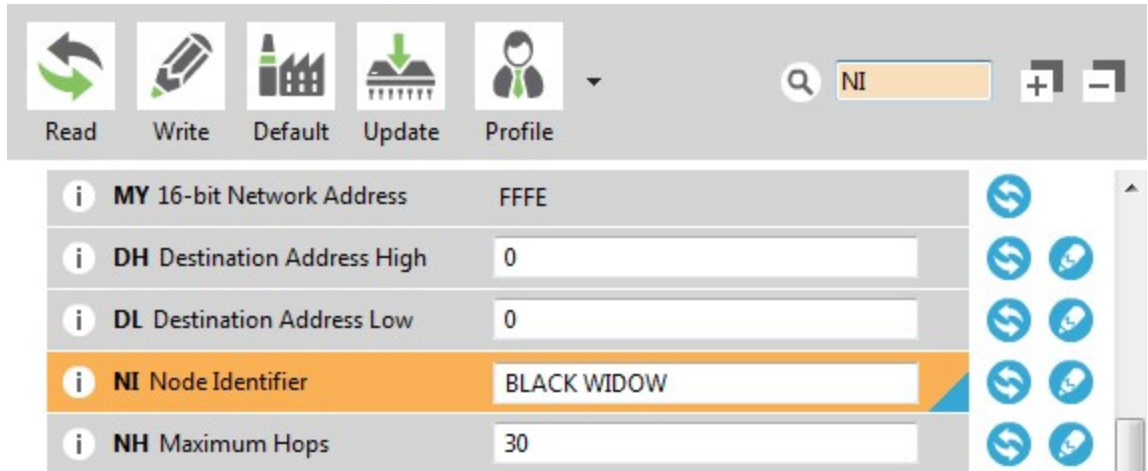 NI
Read Write Default Update Profile
i MY 16-bit Network Address FFFE
i DH Destination Address High 0
i DL Destination Address Low 0
i NI Node Identifier BLACK WIDOW
i NH Maximum Hops 30